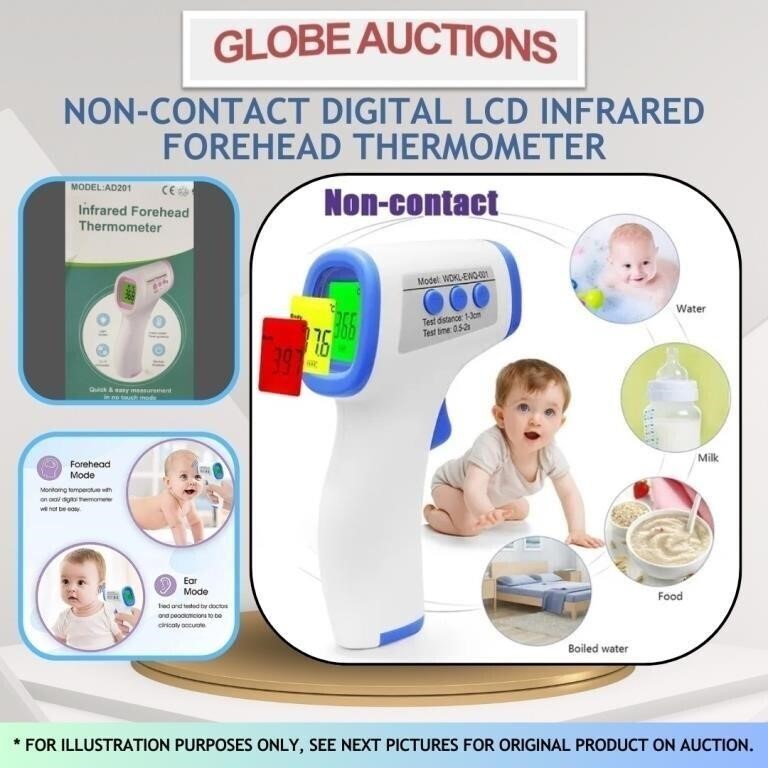 GLOBE AUCTIONS
NON-CONTACT DIGITAL LCD INFRARED
FOREHEAD THERMOMETER
MODEL:AD201
CE
Infrared Forehead
Thermometer
Quick & easy measurement
in no touch mode
Forehead
Mode
Monitoring temperature with
an oral/ digital thermometer
will not be easy.
Ear
Mode
Tried and tested by doctors
and peadiatricians to be
clinically accurate.
Non-contact
Model: WDKL-EWQ-001
Test distance: 1-3cm
Test time: 0.5-2s
Body
36.6
77.6
39.7
Water
Milk
Food
Boiled water
* FOR ILLUSTRATION PURPOSES ONLY, SEE NEXT PICTURES FOR ORIGINAL PRODUCT ON AUCTION.